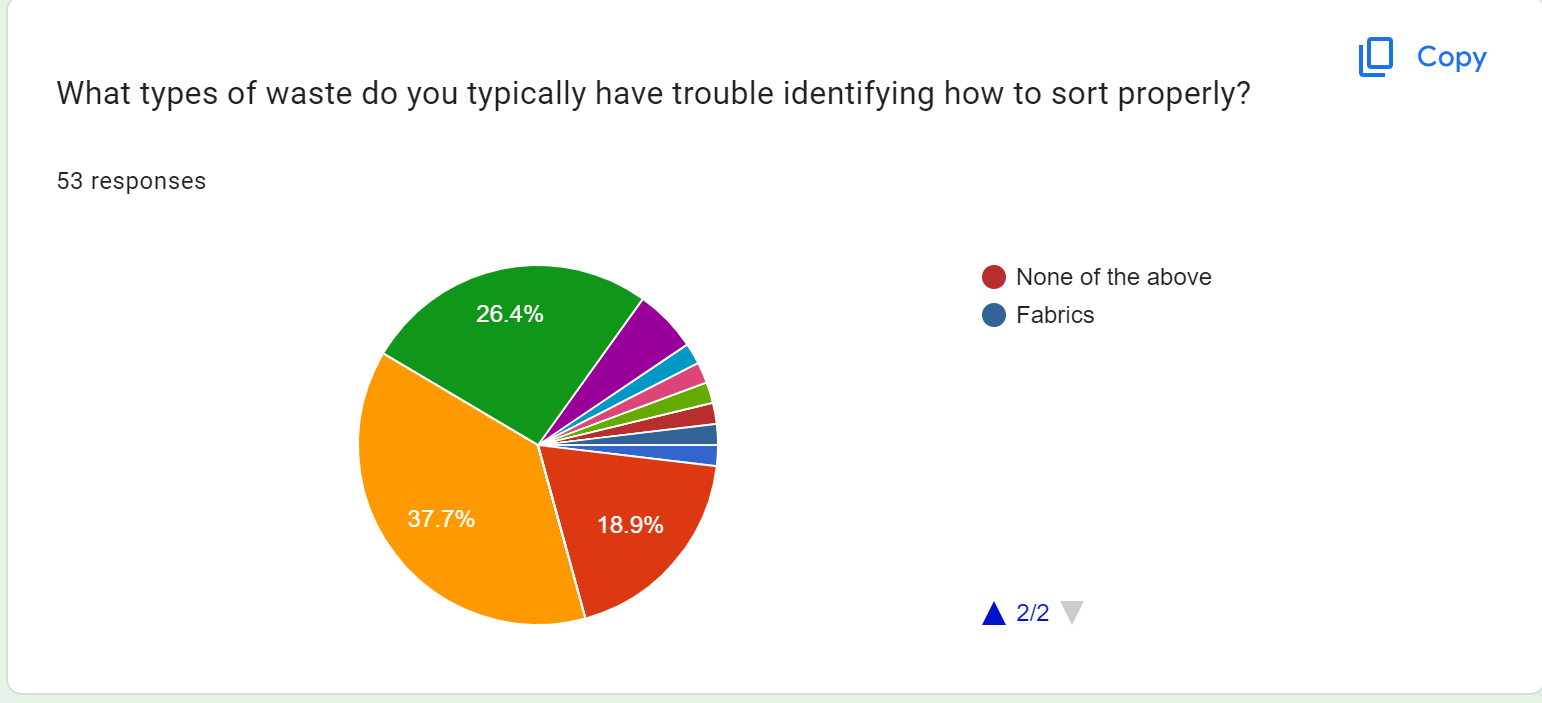 Copy
What types of waste do you typically have trouble identifying how to sort properly?
53 responses
None of the above
Fabrics
26.4%
37.7%
18.9%
2/2